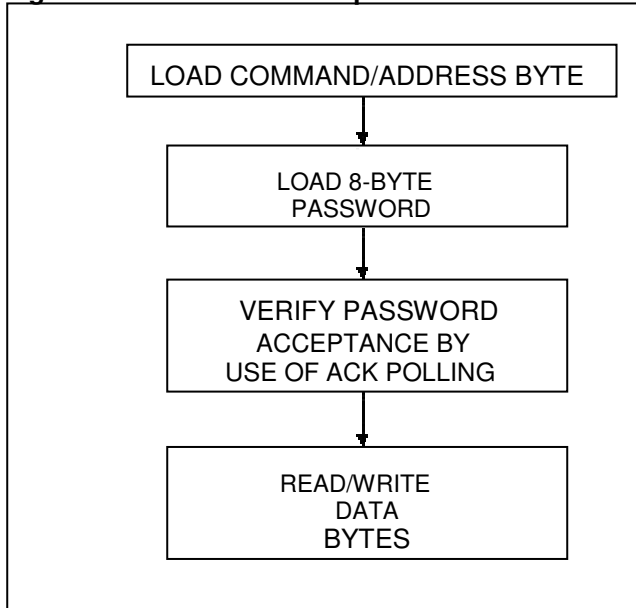 LOAD COMMAND/ADDRESS BYTE
LOAD 8-BYTE
PASSWORD
VERIFY PASSWORD
ACCEPTANCE BY
USE OF ACK POLLING
READ/WRITE
DATA
BYTES